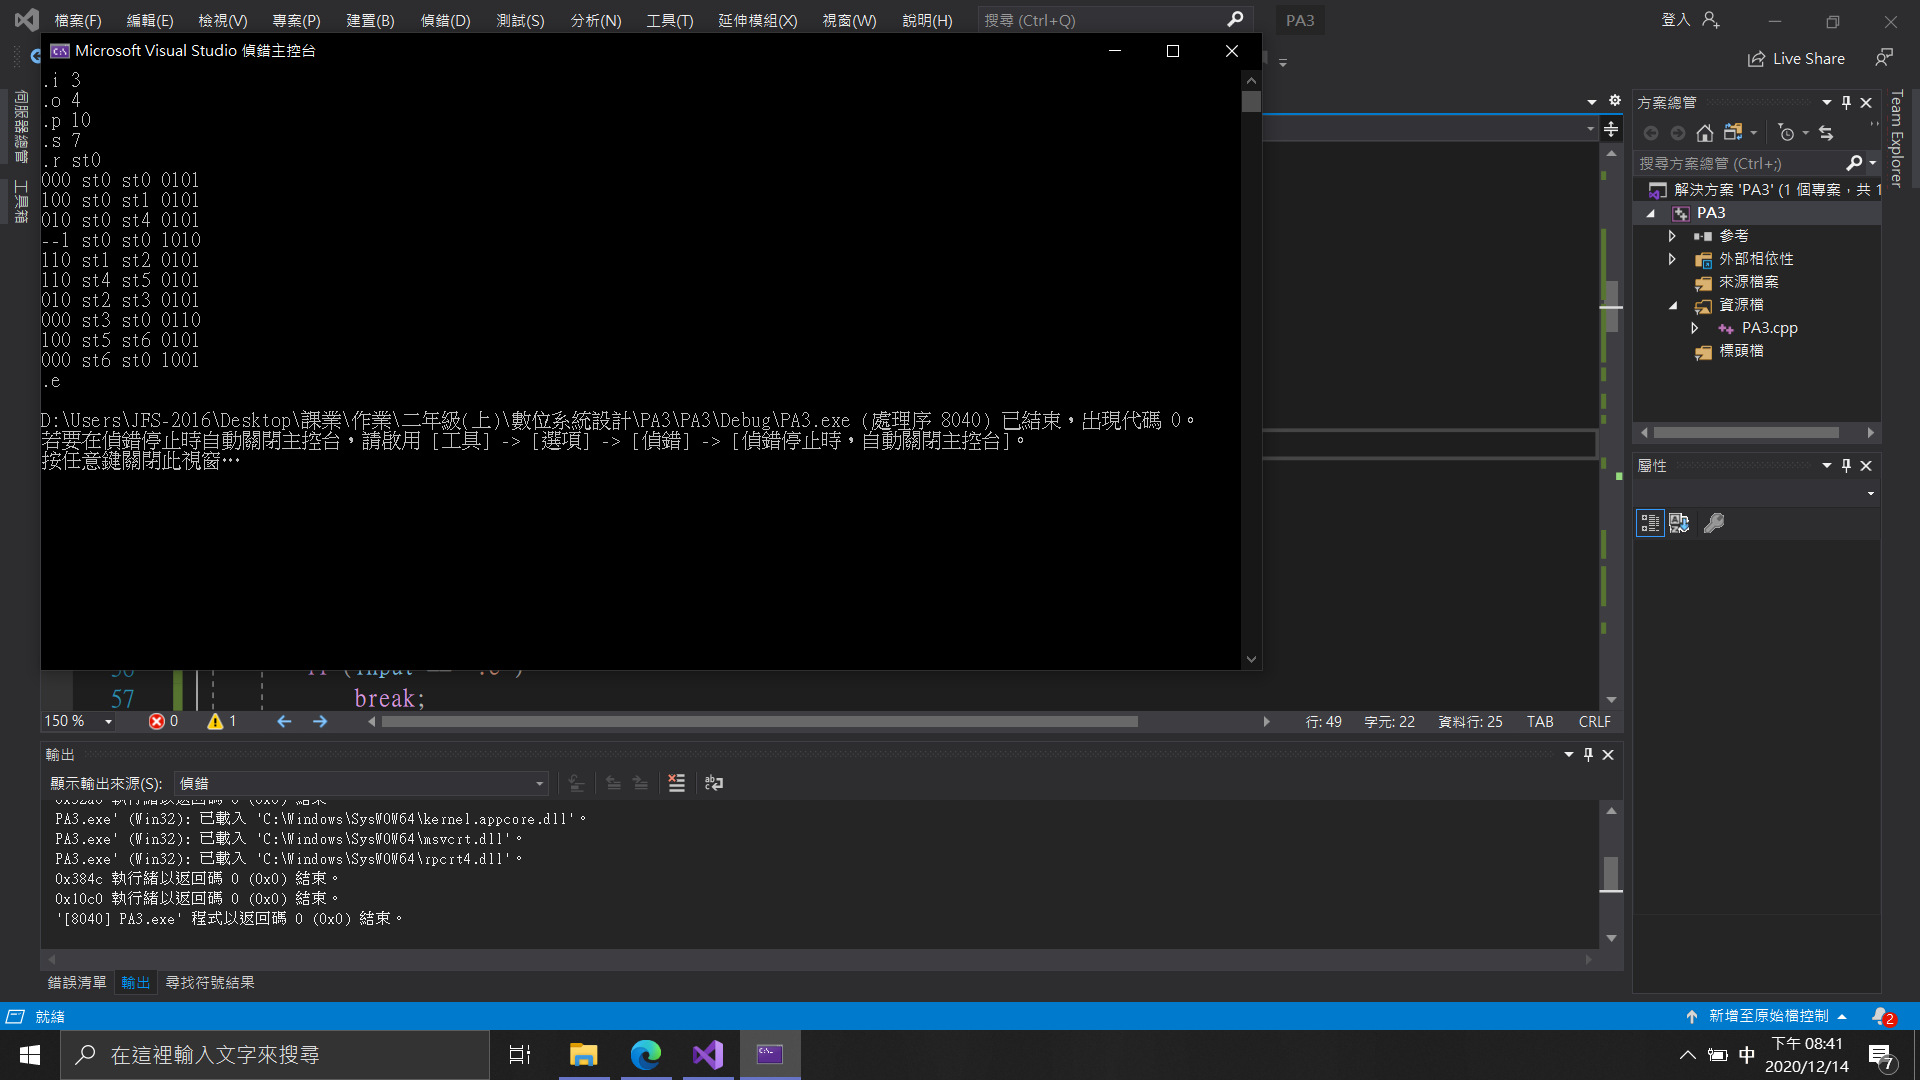 檔案(F) 編輯(E) 檢視(V) 專案(P) 建置(B) 偵錯(D) 測試(S) 分析(N) 工具(T) 延伸模組(X) 視窗(W) 說明(H) 搜尋 (Ctrl+Q) PA3 登入
Microsoft Visual Studio 偵錯主控台
Live Share
伺服器總管
工具箱
.i 3
.o 4
.p 10
.s 7
.r st0
000 st0 st0 0101
100 st0 st1 0101
010 st0 st4 0101
--1 st0 st0 1010
110 st1 st2 0101
110 st4 st5 0101
010 st2 st3 0101
000 st3 st0 0110
100 st5 st6 0101
000 st6 st0 1001
.e
D:\Users\JFS-2016\Desktop\課業\作業\二年級(上)\數位系統設計\PA3\PA3\Debug\PA3.exe (處理序 8040) 已結束，出現代碼 0。
若要在偵錯停止時自動關閉主控台，請啟用 [工具] -> [選項] -> [偵錯] -> [偵錯停止時，自動關閉主控台]。
按任意鍵關閉此視窗…
方案總管
搜尋方案總管 (Ctrl+;)
解決方案 'PA3' (1 個專案，共 1
PA3
參考
外部相依性
來源檔案
資源檔
PA3.cpp
標頭檔
Team Explorer
屬性
57 break;
150 % 0 1 行: 49 字元: 22 資料行: 25 TAB CRLF
輸出
顯示輸出來源(S): 偵錯
PA3.exe' (Win32): 已載入 'C:\Windows\SysWOW64\kernel.appcore.dll'。
PA3.exe' (Win32): 已載入 'C:\Windows\SysWOW64\msvcrt.dll'。
PA3.exe' (Win32): 已載入 'C:\Windows\SysWOW64\rpcrt4.dll'。
0x384c 執行緒以返回碼 0 (0x0) 結束。
0x10c0 執行緒以返回碼 0 (0x0) 結束。
'[8040] PA3.exe' 程式以返回碼 0 (0x0) 結束。
錯誤清單 輸出 尋找符號結果
就緒 新增至原始檔控制 2
在這裡輸入文字來搜尋
中
下午 08:41
2020/12/14
7